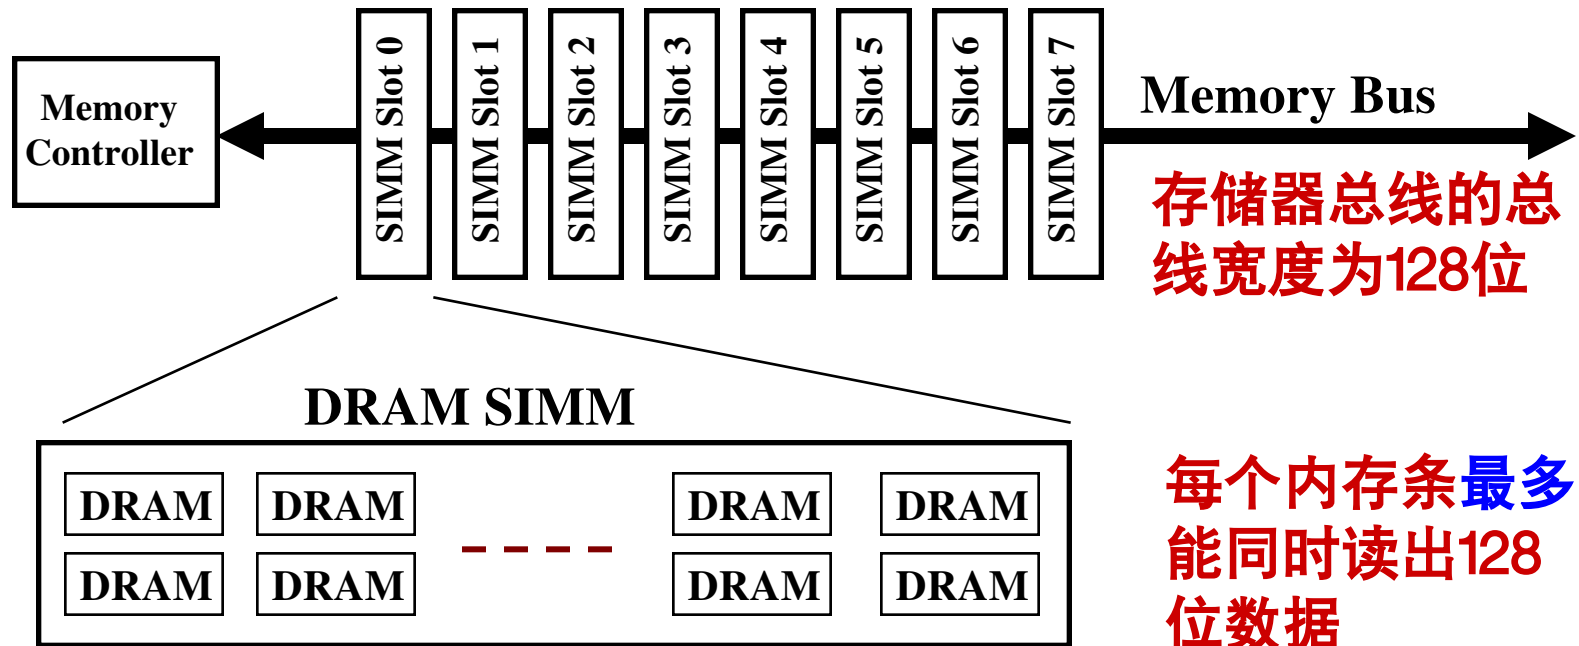 Memory
Controller
SIMM Slot 0
SIMM Slot 1
SIMM Slot 2
SIMM Slot 3
SIMM Slot 4
SIMM Slot 5
SIMM Slot 6
SIMM Slot 7
Memory Bus
存储器总线的总
线宽度为128位
DRAM SIMM
DRAM DRAM DRAM DRAM
DRAM DRAM DRAM DRAM
每个内存条最多
能同时读出128
位数据